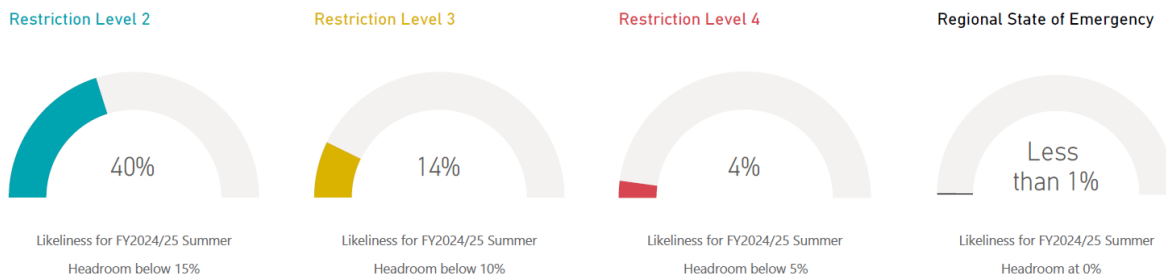 Restriction Level 2
40%
Likeliness for FY2024/25 Summer
Headroom below 15%
Restriction Level 3
14%
Likeliness for FY2024/25 Summer
Headroom below 10%
Restriction Level 4
4%
Likeliness for FY2024/25 Summer
Headroom below 5%
Regional State of Emergency
Less
than 1%
Likeliness for FY2024/25 Summer
Headroom at 0%